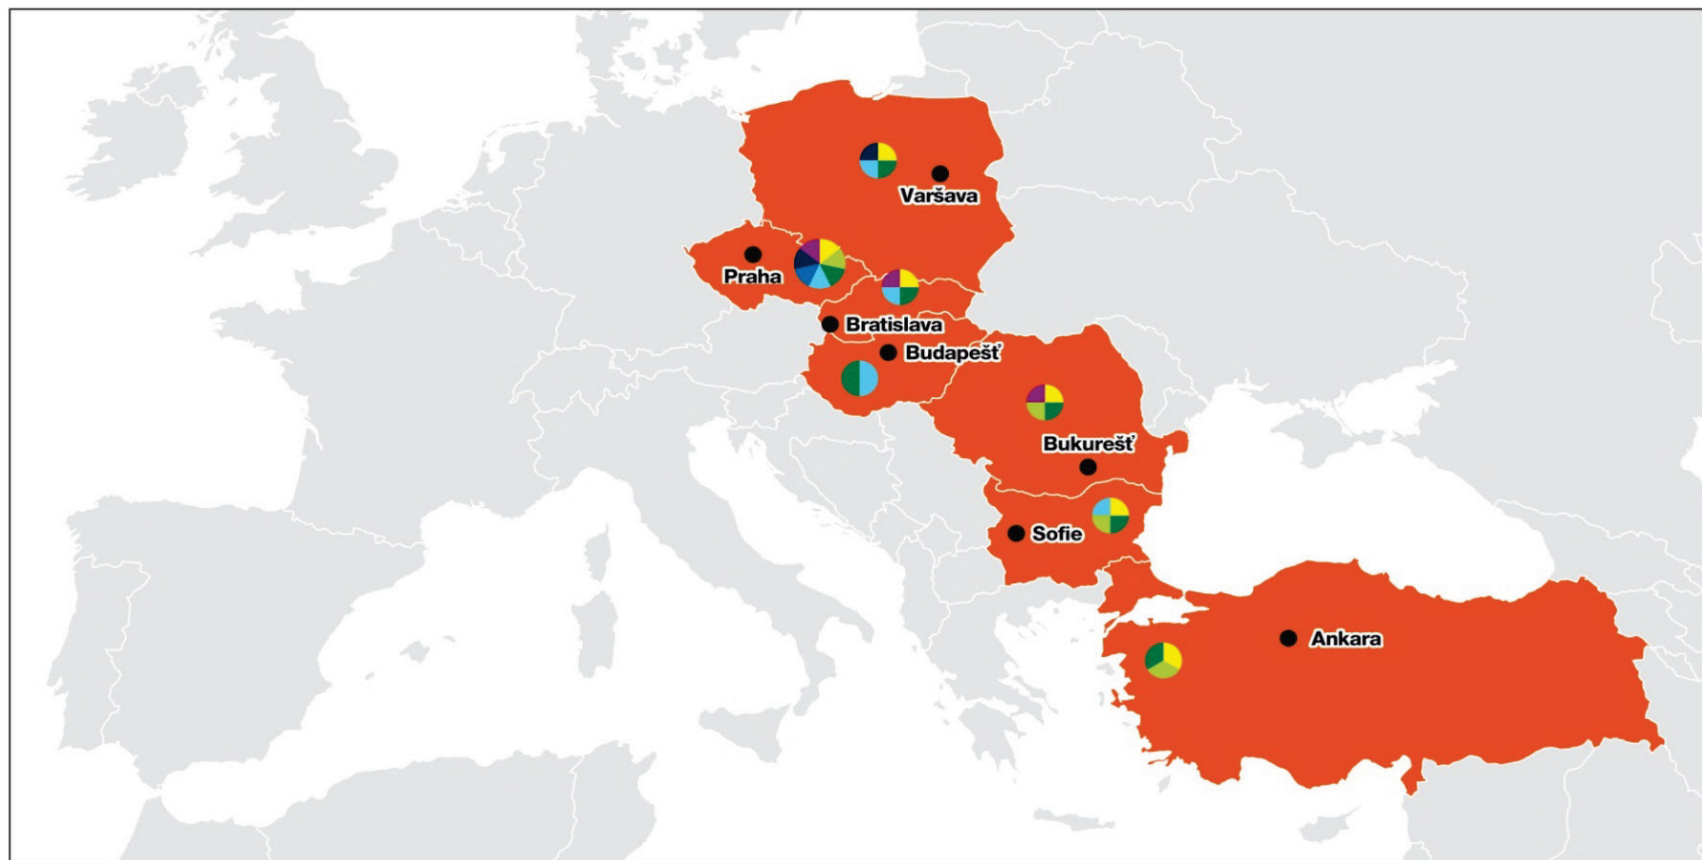 Varšava
Praha
Bratislava
Budapešť
Bukurešť
Sofie
Ankara